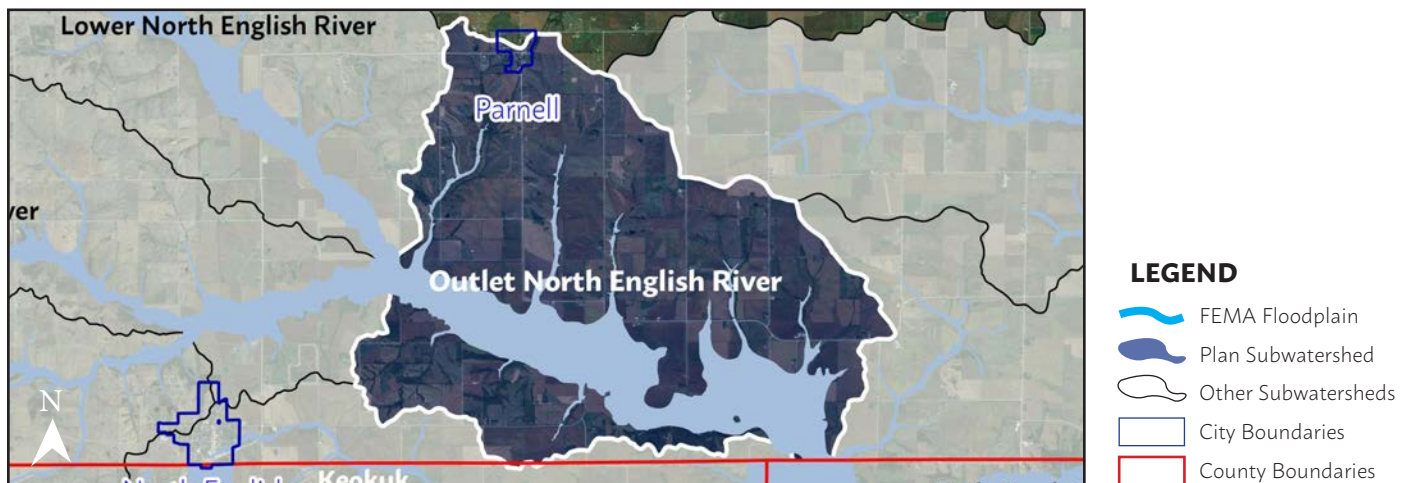 Lower North English River
Parnell
ver
Outlet North English River
N
Keokuk
LEGEND
FEMA Floodplain
Plan Subwatershed
Other Subwatersheds
City Boundaries
County Boundaries